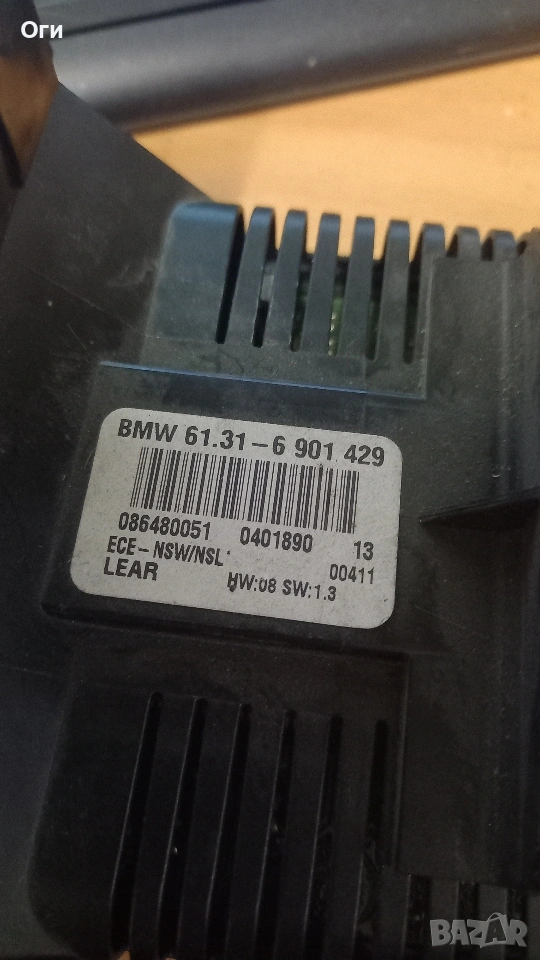 Оги
BMW 61.31-6 901 429
086480051 0401890 13
ECE-NSW/NSL 00411
LEAR HW:08 SW:1.3
BAZAR